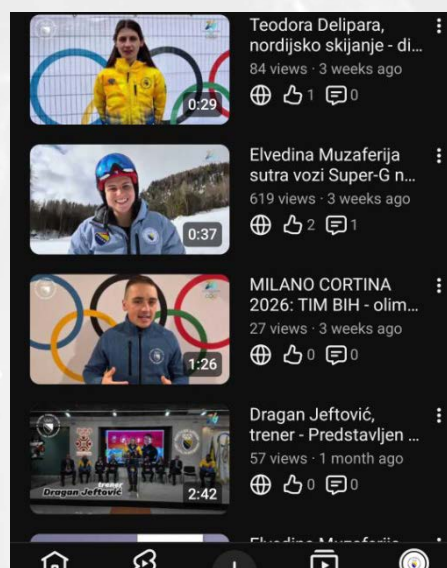 Teodora Delipara,
nordijsko skijanje - di...
84 views · 3 weeks ago
1 0
0:29
Elvedina Muzaferija
sutra vozi Super-G n...
619 views · 3 weeks ago
2 1
0:37
MILANO CORTINA
2026: TIM BIH - olim...
27 views · 3 weeks ago
0 0
1:26
Dragan Jeftović,
trener - Predstavljen ...
57 views · 1 month ago
0 0
trener
Dragan Jeftović
2:42
Elvedina Muzaferija